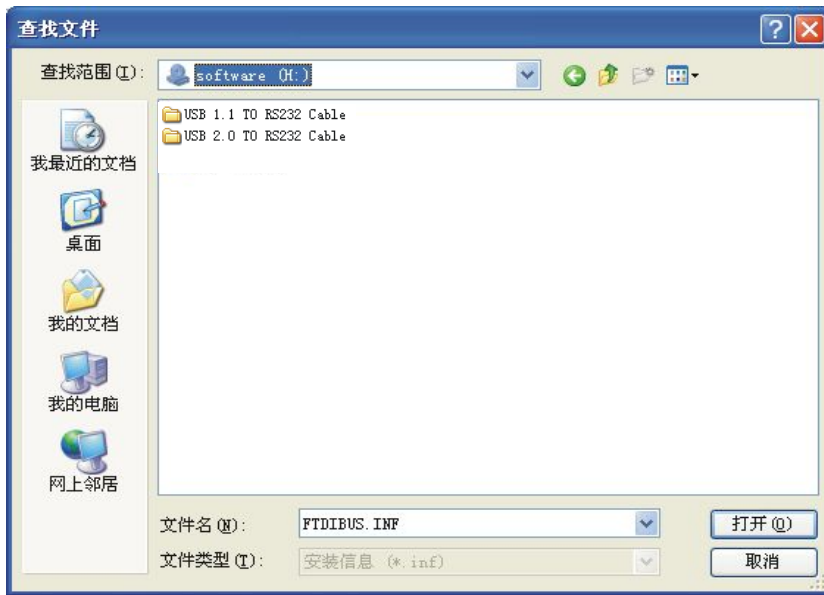 查找文件
查找范围(I):
software (H:)
USB 1.1 TO RS232 Cable
USB 2.0 TO RS232 Cable
我最近的文档
桌面
我的文档
我的电脑
网上邻居
文件名(N):
FTDIBUS.INF
打开(O)
文件类型(T):
安装信息 (*.inf)
取消